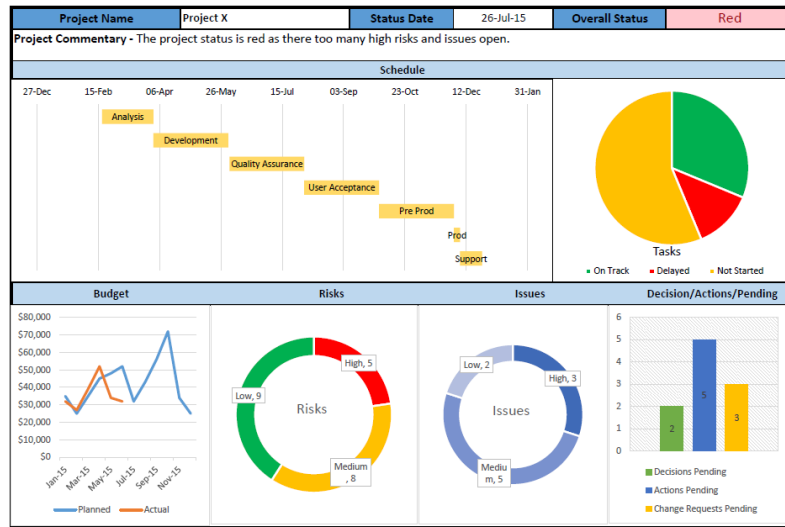 Project Name Project X Status Date 26-Jul-15 Overall Status Red
Project Commentary - The project status is red as there too many high risks and issues open.
Schedule
27-Dec 15-Feb 06-Apr 26-May 15-Jul 03-Sep 23-Oct 12-Dec 31-Jan
Analysis
Development
Quality Assurance
User Acceptance
Pre Prod
Prod
Support
Tasks
On Track Delayed Not Started
Budget Risks Issues Decision/Actions/Pending
$80,000
$70,000
$60,000
$50,000
$40,000
$30,000
$20,000
$10,000
$0
Jan-15 Mar-15 May-15 Jul-15 Sep-15 Nov-15
Planned Actual
High, 5
Low, 9
Risks
Medium
, 8
Low, 2
High, 3
Issues
Mediu
m, 5
6
5
4
3
2
1
0
2 5 3
Decisions Pending
Actions Pending
Change Requests Pending